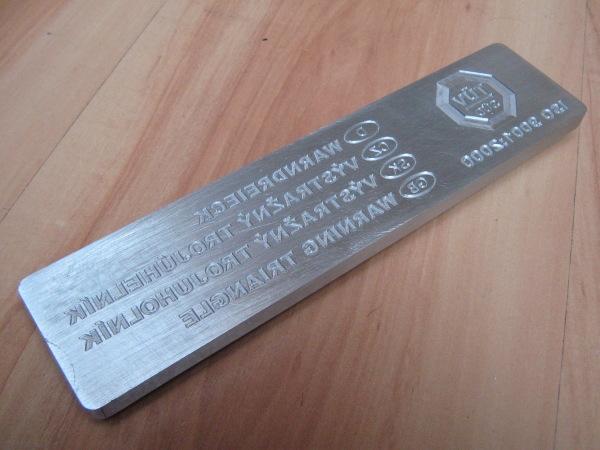 TÜV
ISO 9001:2000
D WARNDREIECK
CZ VÝSTRAŽNÝ TROJÚHELNÍK
SK VÝSTRAŽNÝ TROJUHOLNÍK
GB WARNING TRIANGLE